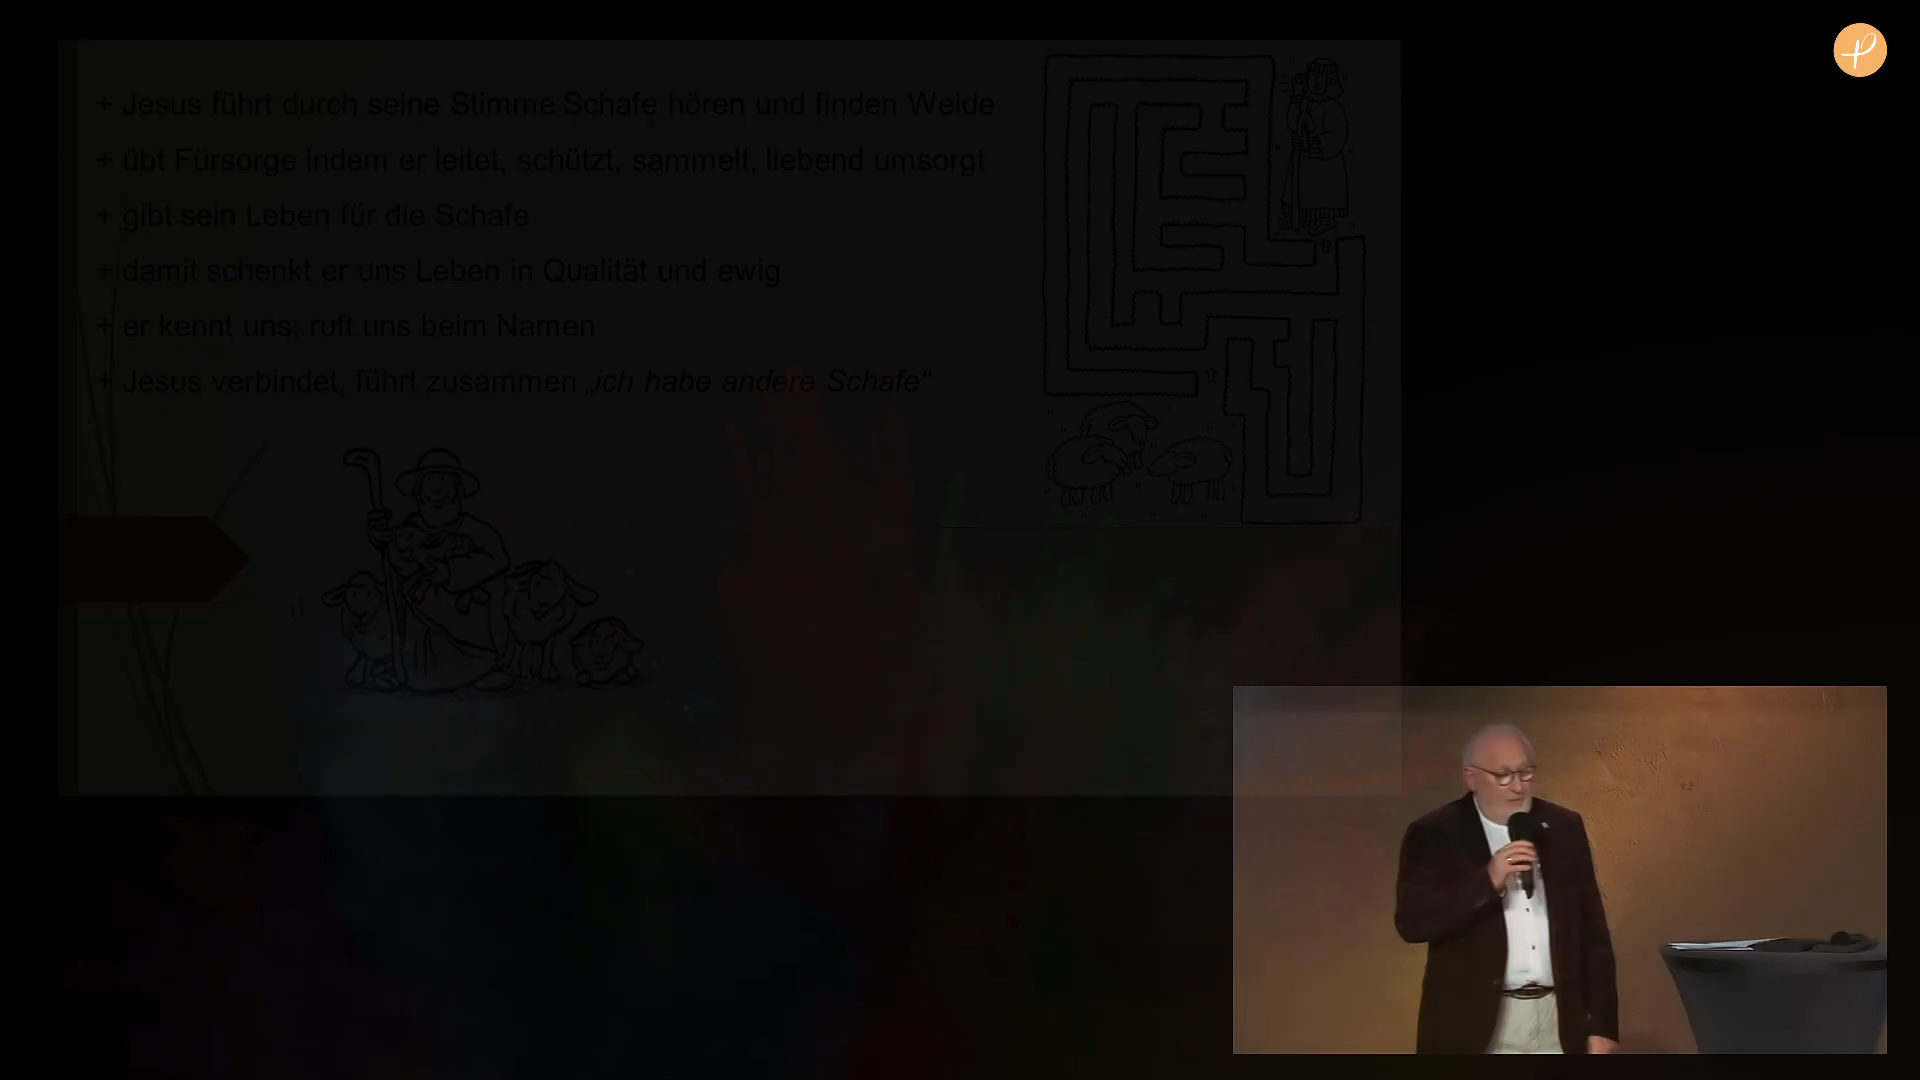 + Jesus führt durch seine Stimme Schafe hören und finden Weide
+ übt Fürsorge indem er leitet, schützt, sammelt, liebend umsorgt
+ gibt sein Leben für die Schafe
+ damit schenkt er uns Leben in Qualität und ewig
+ er kennt uns; ruft uns beim Namen
+ Jesus verbindet, führt zusammen „ich habe andere Schafe“